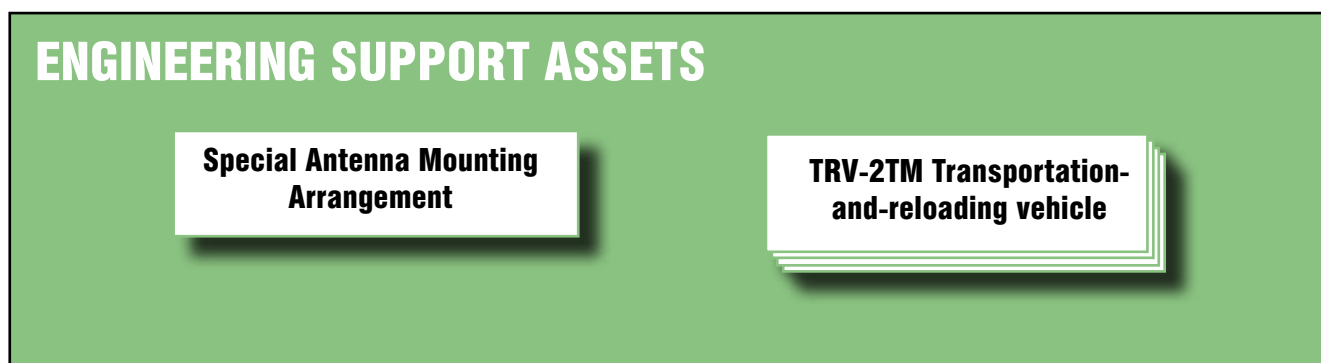 ENGINEERING SUPPORT ASSETS
Special Antenna Mounting
Arrangement
TRV-2TM Transportation-
and-reloading vehicle